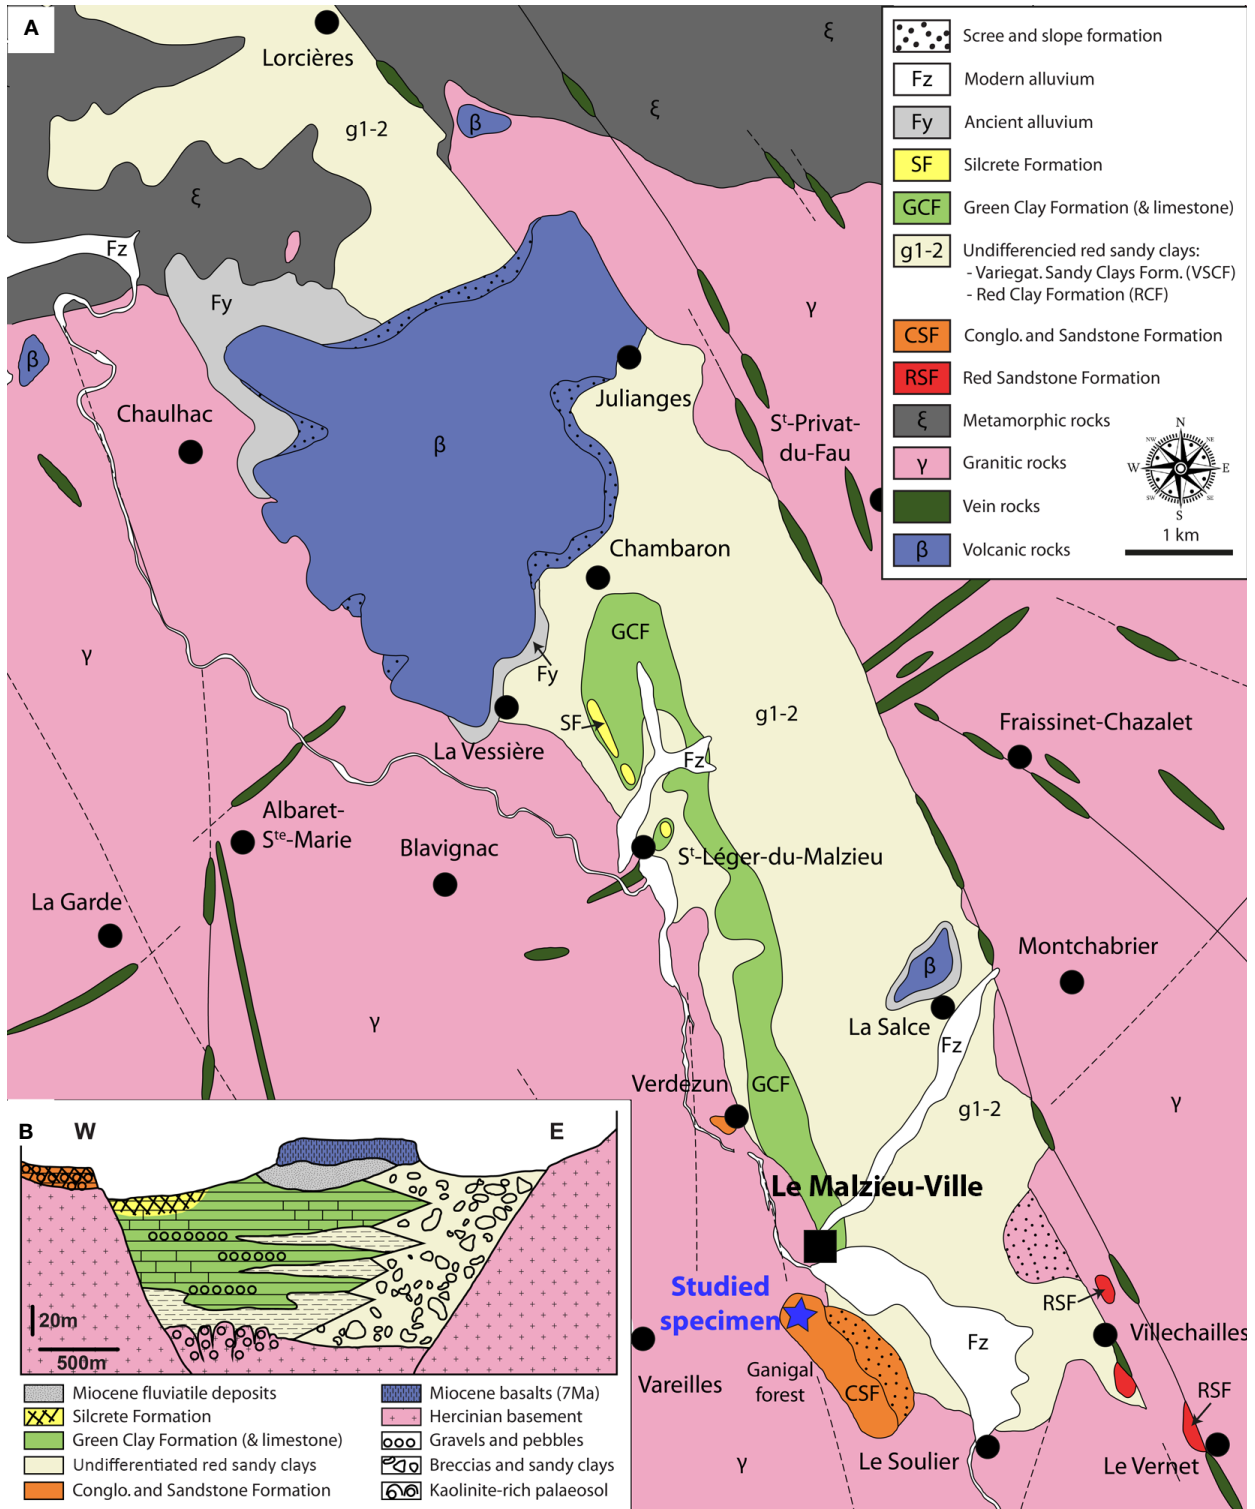 A
Lorcières
g1-2
ξ
ξ
ξ
β
Fz
Fy
β
γ
Chaulhac
β
Julianges
Sᵗ-Privat-
du-Fau
Chambaron
GCF
Fy
γ
SF
g1-2
La Vessière
Fz
Fraissinet-Chazalet
Albaret-
Sᵗᵉ-Marie
Blavignac
Sᵗ-Léger-du-Malzieu
La Garde
Montchabrier
β
La Salce
Fz
γ
Verdezun
GCF
g1-2
γ
Le Malzieu-Ville
Studied
specimen
RSF
Villechailles
Fz
Vareilles
Ganigal
forest
CSF
RSF
Le Soulier
Le Vernet
γ
Scree and slope formation
Fz Modern alluvium
Fy Ancient alluvium
SF Silcrete Formation
GCF Green Clay Formation (& limestone)
g1-2 Undifferencied red sandy clays:
- Variegat. Sandy Clays Form. (VSCF)
- Red Clay Formation (RCF)
CSF Conglo. and Sandstone Formation
RSF Red Sandstone Formation
ξ Metamorphic rocks
γ Granitic rocks
Vein rocks
β Volcanic rocks
N
NE
E
SE
S
SW
W
NW
1 km
B W E
20m
500m
Miocene fluviatile deposits
Silcrete Formation
Green Clay Formation (& limestone)
Undifferentiated red sandy clays
Conglo. and Sandstone Formation
Miocene basalts (7Ma)
Hercinian basement
Gravels and pebbles
Breccias and sandy clays
Kaolinite-rich palaeosol